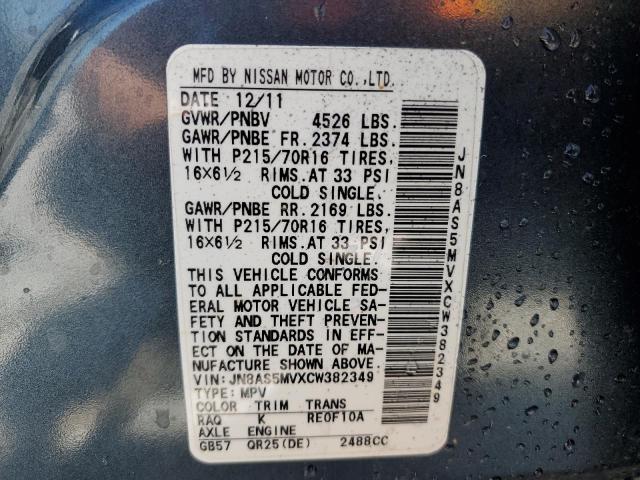 MFD BY NISSAN MOTOR CO.,LTD.
DATE 12/11
GVWR/PNBV 4526 LBS.
GAWR/PNBE FR. 2374 LBS.
WITH P215/70R16 TIRES,
16X6½ RIMS.AT 33 PSI
COLD SINGLE.
GAWR/PNBE RR. 2169 LBS.
WITH P215/70R16 TIRES,
16X6½ RIMS.AT 33 PSI
COLD SINGLE.
THIS VEHICLE CONFORMS
TO ALL APPLICABLE FED-
ERAL MOTOR VEHICLE SA-
FETY AND THEFT PREVEN-
TION STANDARDS IN EFF-
ECT ON THE DATE OF MA-
NUFACTURE SHOWN ABOVE.
VIN: JN8AS5MVXCW382349
TYPE: MPV
COLOR TRIM TRANS
RAQ K RE0F10A
AXLE ENGINE
GB57 QR25(DE) 2488CC
JN8AS5MVXCW382349